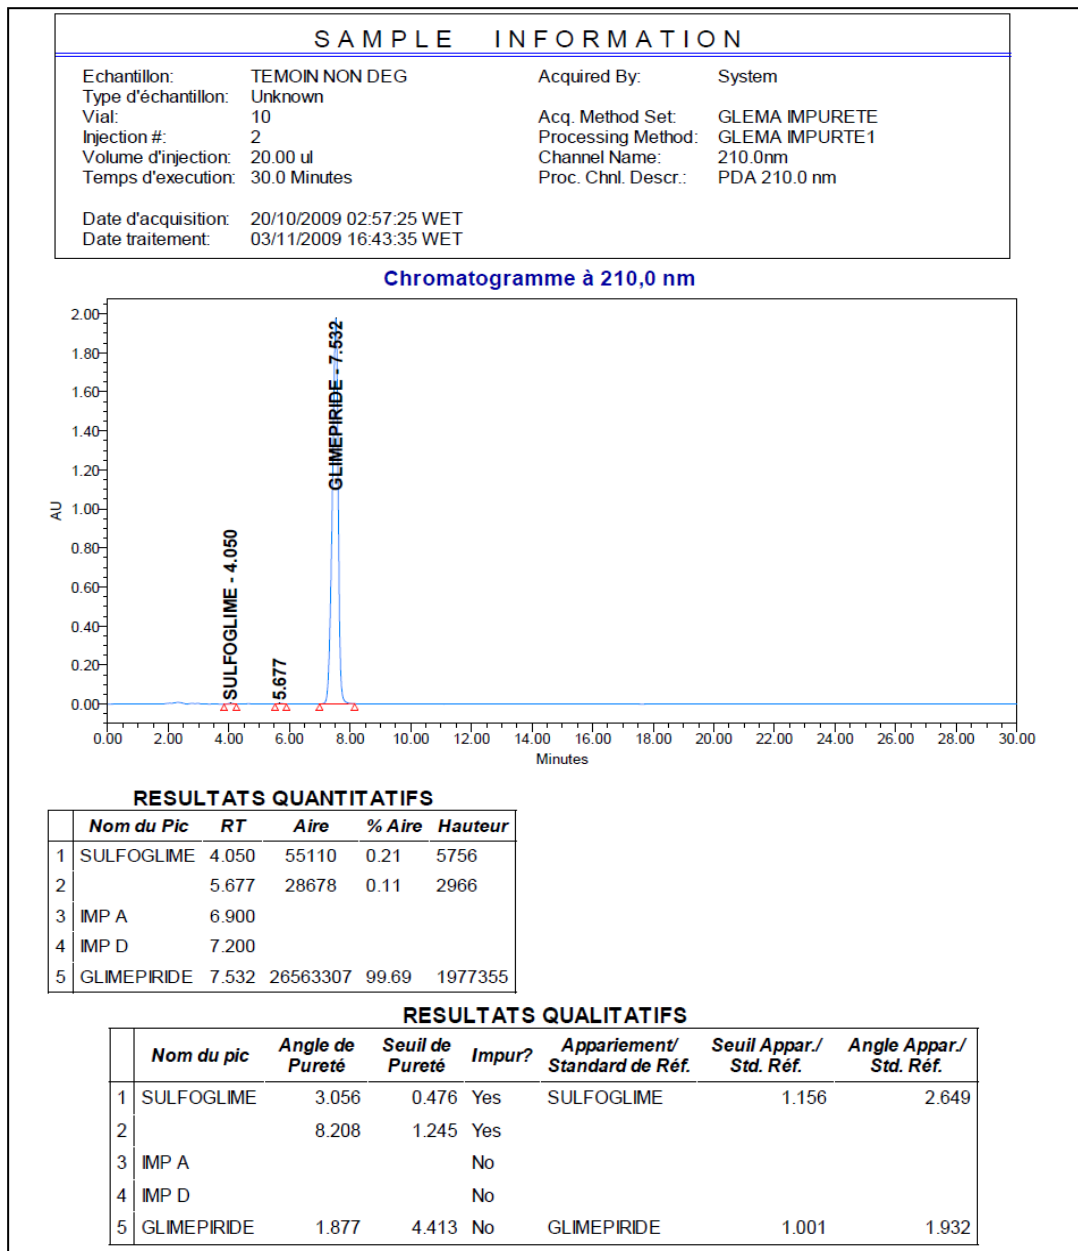 SAMPLE INFORMATION
Echantillon: TEMOIN NON DEG Acquired By: System
Type d'échantillon: Unknown
Vial: 10 Acq. Method Set: GLEMA IMPURETE
Injection #: 2 Processing Method: GLEMA IMPURTE1
Volume d'injection: 20.00 ul Channel Name: 210.0nm
Temps d'execution: 30.0 Minutes Proc. Chnl. Descr.: PDA 210.0 nm
Date d'acquisition: 20/10/2009 02:57:25 WET
Date traitement: 03/11/2009 16:43:35 WET
Chromatogramme à 210,0 nm
2.00
1.80
1.60
1.40
1.20
1.00
0.80
0.60
0.40
0.20
0.00
AU
SULFOGLIME - 4.050
5.677
GLIMEPIRIDE - 7.532
0.00 2.00 4.00 6.00 8.00 10.00 12.00 14.00 16.00 18.00 20.00 22.00 24.00 26.00 28.00 30.00
Minutes
RESULTATS QUANTITATIFS
Nom du Pic RT Aire % Aire Hauteur
1 SULFOGLIME 4.050 55110 0.21 5756
2 5.677 28678 0.11 2966
3 IMP A 6.900
4 IMP D 7.200
5 GLIMEPIRIDE 7.532 26563307 99.69 1977355
RESULTATS QUALITATIFS
Nom du pic Angle de Pureté Seuil de Pureté Impur? Appariement/ Standard de Réf. Seuil Appar./ Std. Réf. Angle Appar./ Std. Réf.
1 SULFOGLIME 3.056 0.476 Yes SULFOGLIME 1.156 2.649
2 8.208 1.245 Yes
3 IMP A No
4 IMP D No
5 GLIMEPIRIDE 1.877 4.413 No GLIMEPIRIDE 1.001 1.932